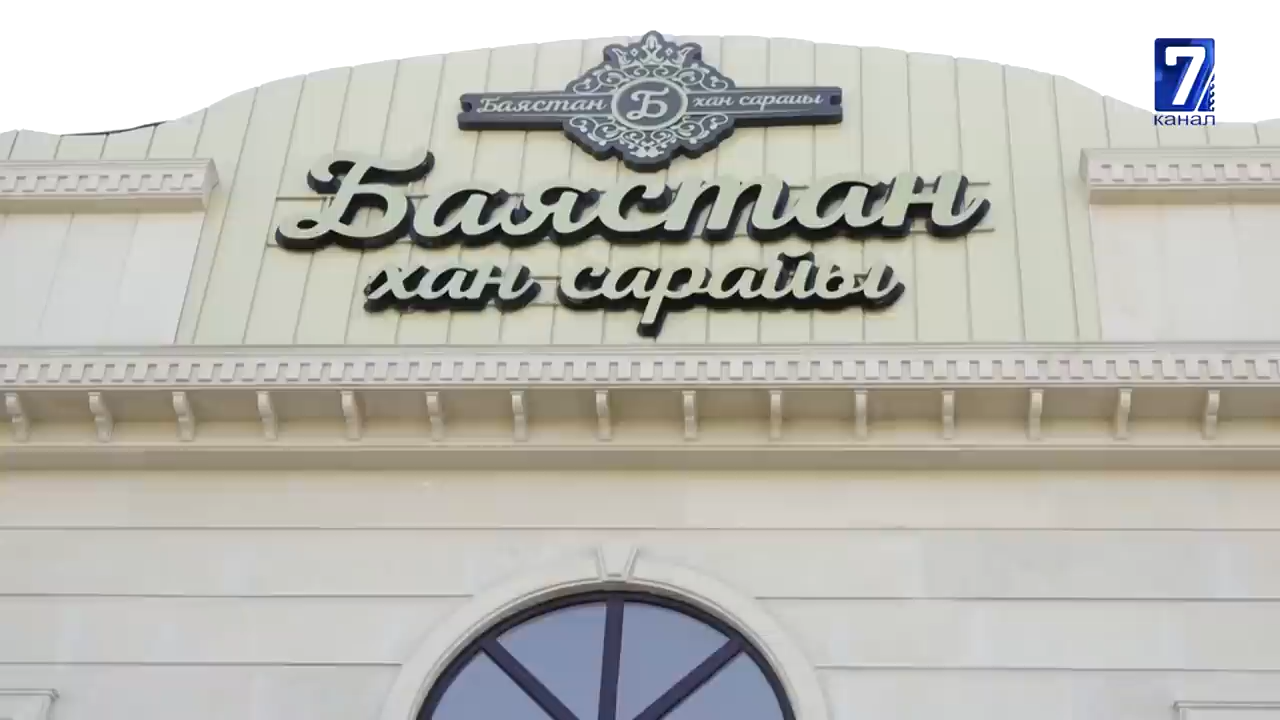 Баястан Б хан сарайы
Баястан
хан сарайы
7
канал